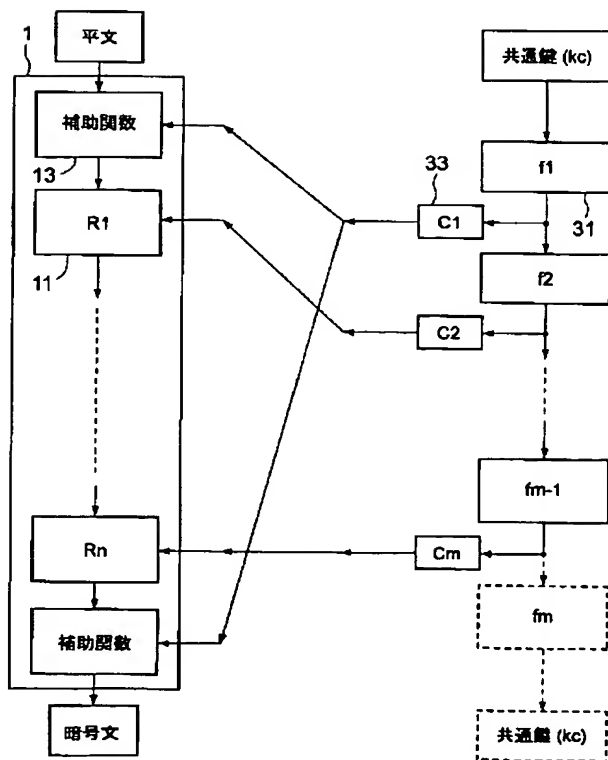 1
平文
補助関数
13
R1
11
Rn
補助関数
暗号文
共通鍵 (kc)
f1
31
33
C1
f2
C2
fm-1
Cm
fm
共通鍵 (kc)